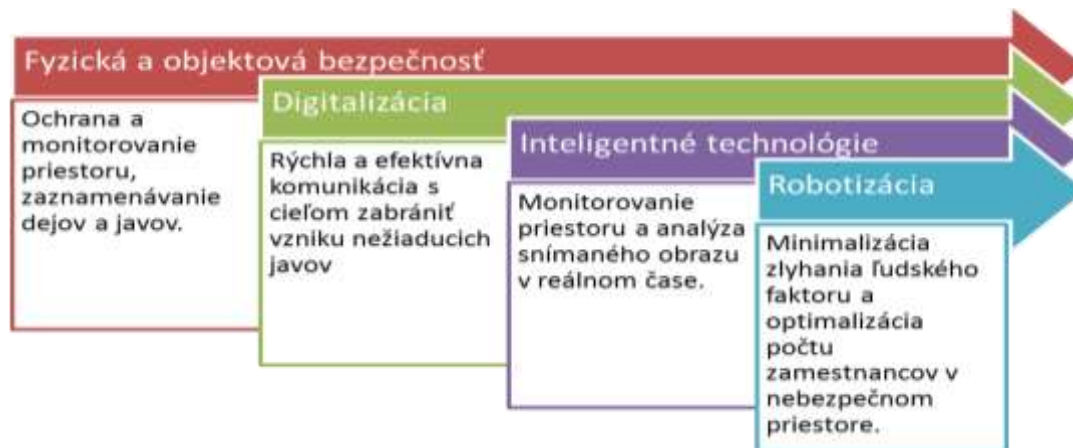 Fyzická a objektová bezpečnosť
Ochrana a
monitorovanie
priestoru,
zaznamenávanie
dejov a javov.
Digitalizácia
Rýchla a efektívna
komunikácia s
cieľom zabrániť
vzniku nežiaducich
javov
Inteligentné technológie
Monitorovanie
priestoru a analýza
snímaného obrazu
v reálnom čase.
Robotizácia
Minimalizácia
zlyhania ľudského
faktoru a
optimalizácia
počtu
zamestnancov v
nebezpečnom
priestore.